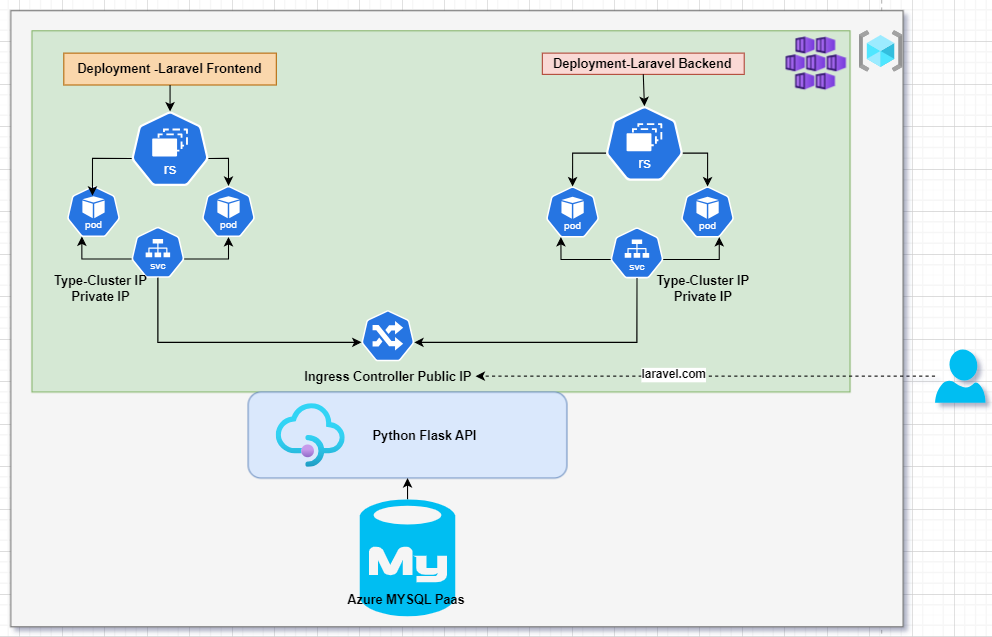 Deployment -Laravel Frontend
Deployment-Laravel Backend
rs
rs
pod
pod
pod
pod
svc
svc
Type-Cluster IP
Private IP
Type-Cluster IP
Private IP
Ingress Controller Public IP
laravel.com
Python Flask API
My
Azure MYSQL Paas